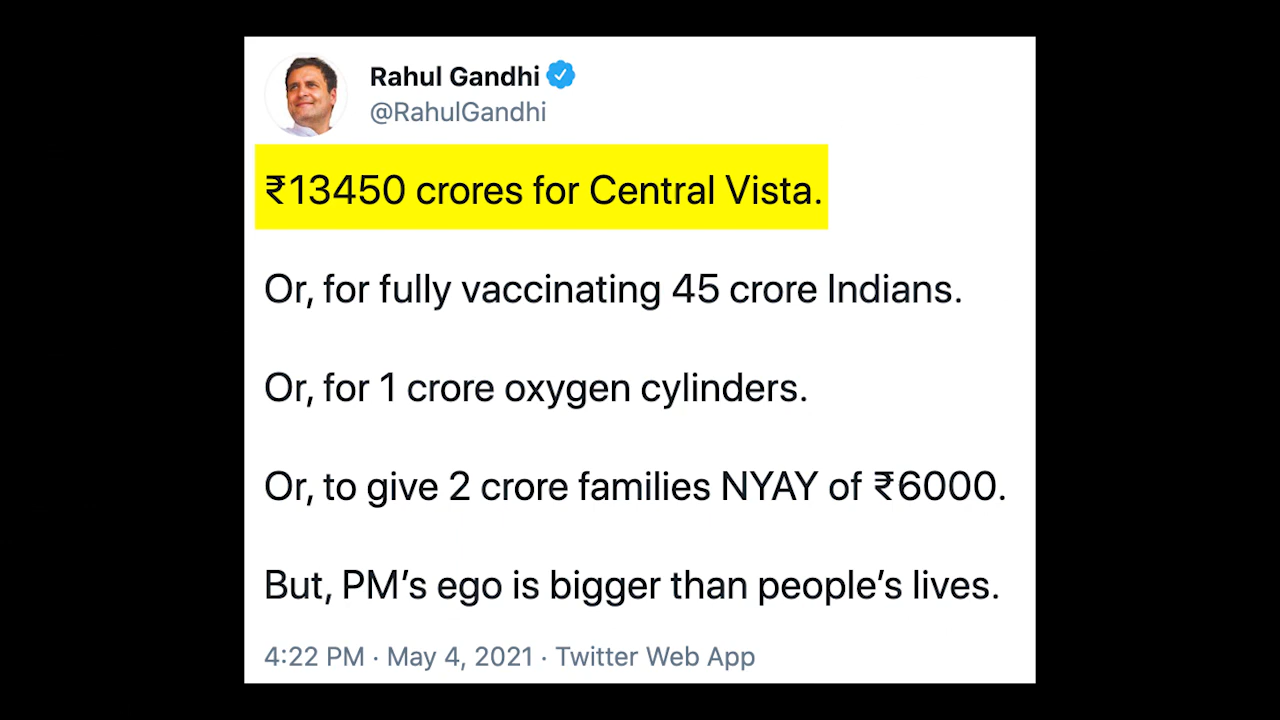 Rahul Gandhi
@RahulGandhi
₹13450 crores for Central Vista.
Or, for fully vaccinating 45 crore Indians.
Or, for 1 crore oxygen cylinders.
Or, to give 2 crore families NYAY of ₹6000.
But, PM’s ego is bigger than people’s lives.
4:22 PM · May 4, 2021 · Twitter Web App